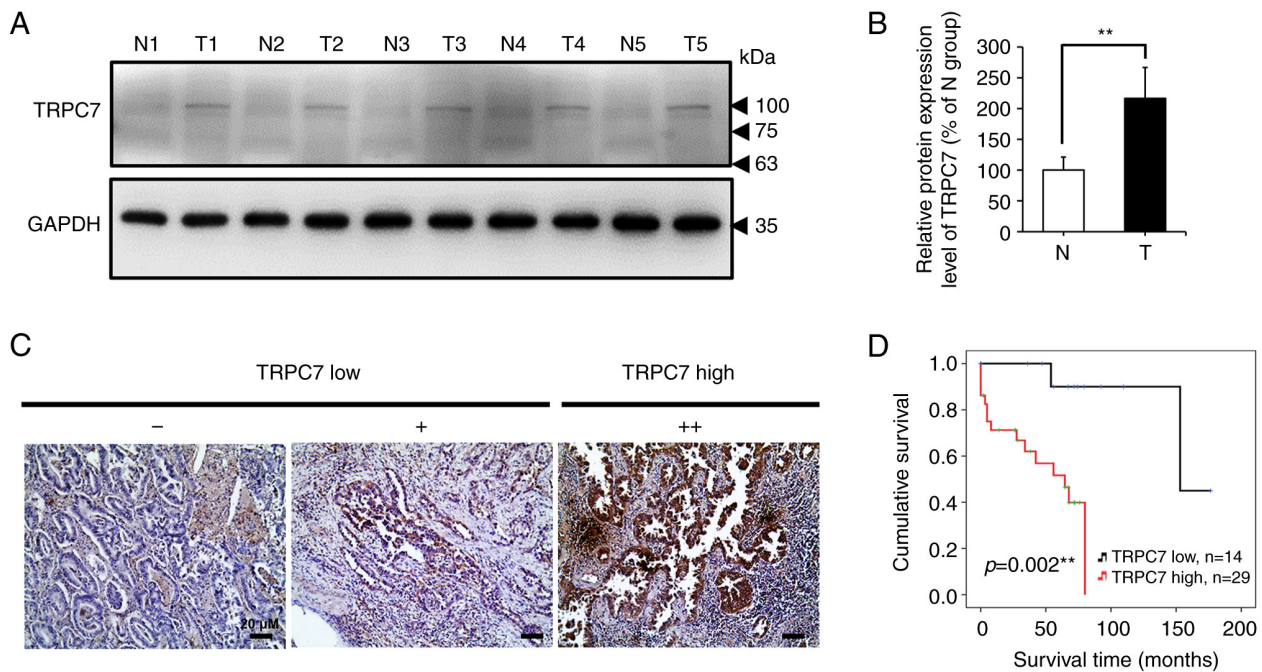 A
N1 T1 N2 T2 N3 T3 N4 T4 N5 T5
kDa
TRPC7
100
75
63
GAPDH
35
B
Relative protein expression
level of TRPC7 (% of N group)
300
250
200
150
100
50
0
**
N T
C
TRPC7 low
TRPC7 high
– + ++
20 μM
D
Cumulative survival
1.0
0.8
0.6
0.4
0.2
0.0
p=0.002**
TRPC7 low, n=14
TRPC7 high, n=29
0 50 100 150 200
Survival time (months)